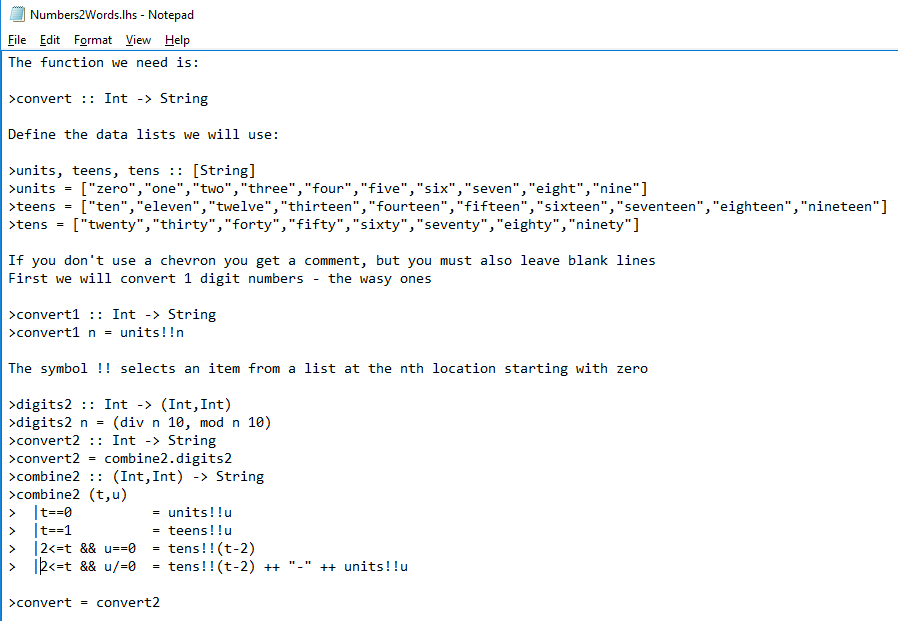 Numbers2Words.lhs - Notepad
File Edit Format View Help
The function we need is:
>convert :: Int -> String
Define the data lists we will use:
>units, teens, tens :: [String]
>units = ["zero","one","two","three","four","five","six","seven","eight","nine"]
>teens = ["ten","eleven","twelve","thirteen","fourteen","fifteen","sixteen","seventeen","eighteen","nineteen"]
>tens = ["twenty","thirty","forty","fifty","sixty","seventy","eighty","ninety"]
If you don't use a chevron you get a comment, but you must also leave blank lines
First we will convert 1 digit numbers - the wasy ones
>convert1 :: Int -> String
>convert1 n = units!!n
The symbol !! selects an item from a list at the nth location starting with zero
>digits2 :: Int -> (Int,Int)
>digits2 n = (div n 10, mod n 10)
>convert2 :: Int -> String
>convert2 = combine2.digits2
>combine2 :: (Int,Int) -> String
>combine2 (t,u)
>  |t==0          = units!!u
>  |t==1          = teens!!u
>  |2<=t && u==0  = tens!!(t-2)
>  |2<=t && u/=0  = tens!!(t-2) ++ "-" ++ units!!u
>convert = convert2